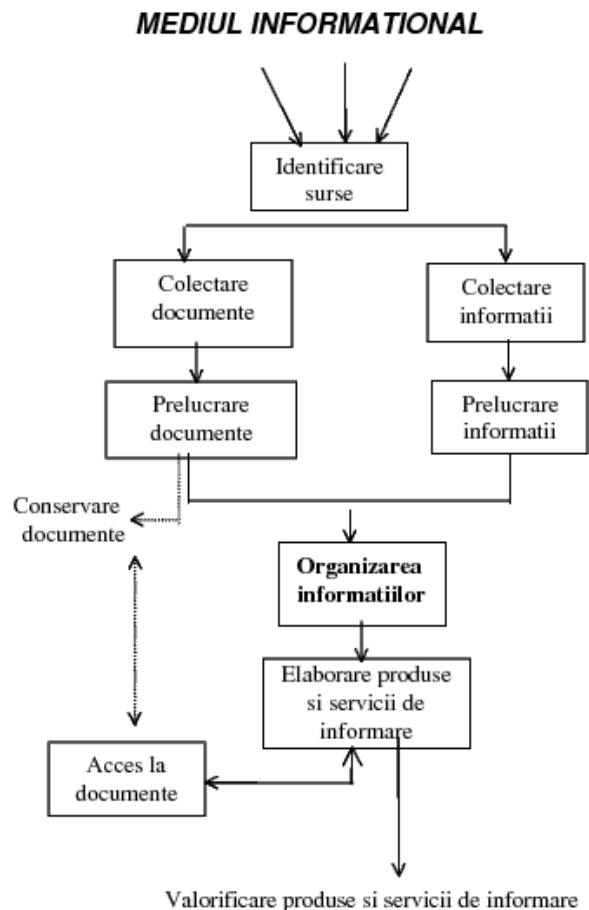 MEDIUL INFORMATIONAL
Identificare
surse
Colectare
documente
Colectare
informatii
Prelucrare
documente
Prelucrare
informatii
Conservare
documente
Organizarea
informatiilor
Elaborare produse
si servicii de
informare
Acces la
documente
Valorificare produse si servicii de informare